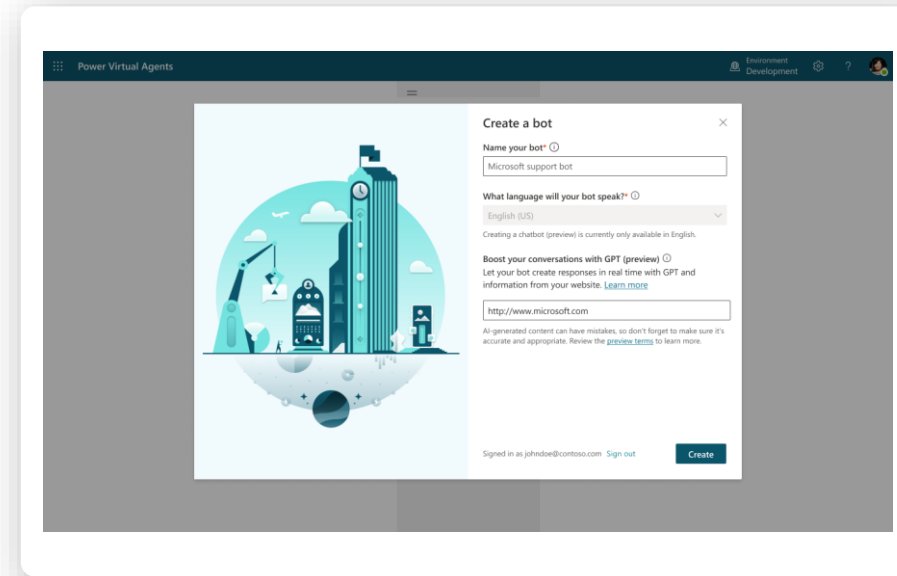 Power Virtual Agents
Environment
Development
?
Create a bot
Name your bot*
Microsoft support bot
What language will your bot speak?*
English (US)
Creating a chatbot (preview) is currently only available in English.
Boost your conversations with GPT (preview)
Let your bot create responses in real time with GPT and
information from your website. Learn more
http://www.microsoft.com
AI-generated content can have mistakes, so don't forget to make sure it's
accurate and appropriate. Review the preview terms to learn more.
Signed in as johndoe@contoso.com Sign out
Create